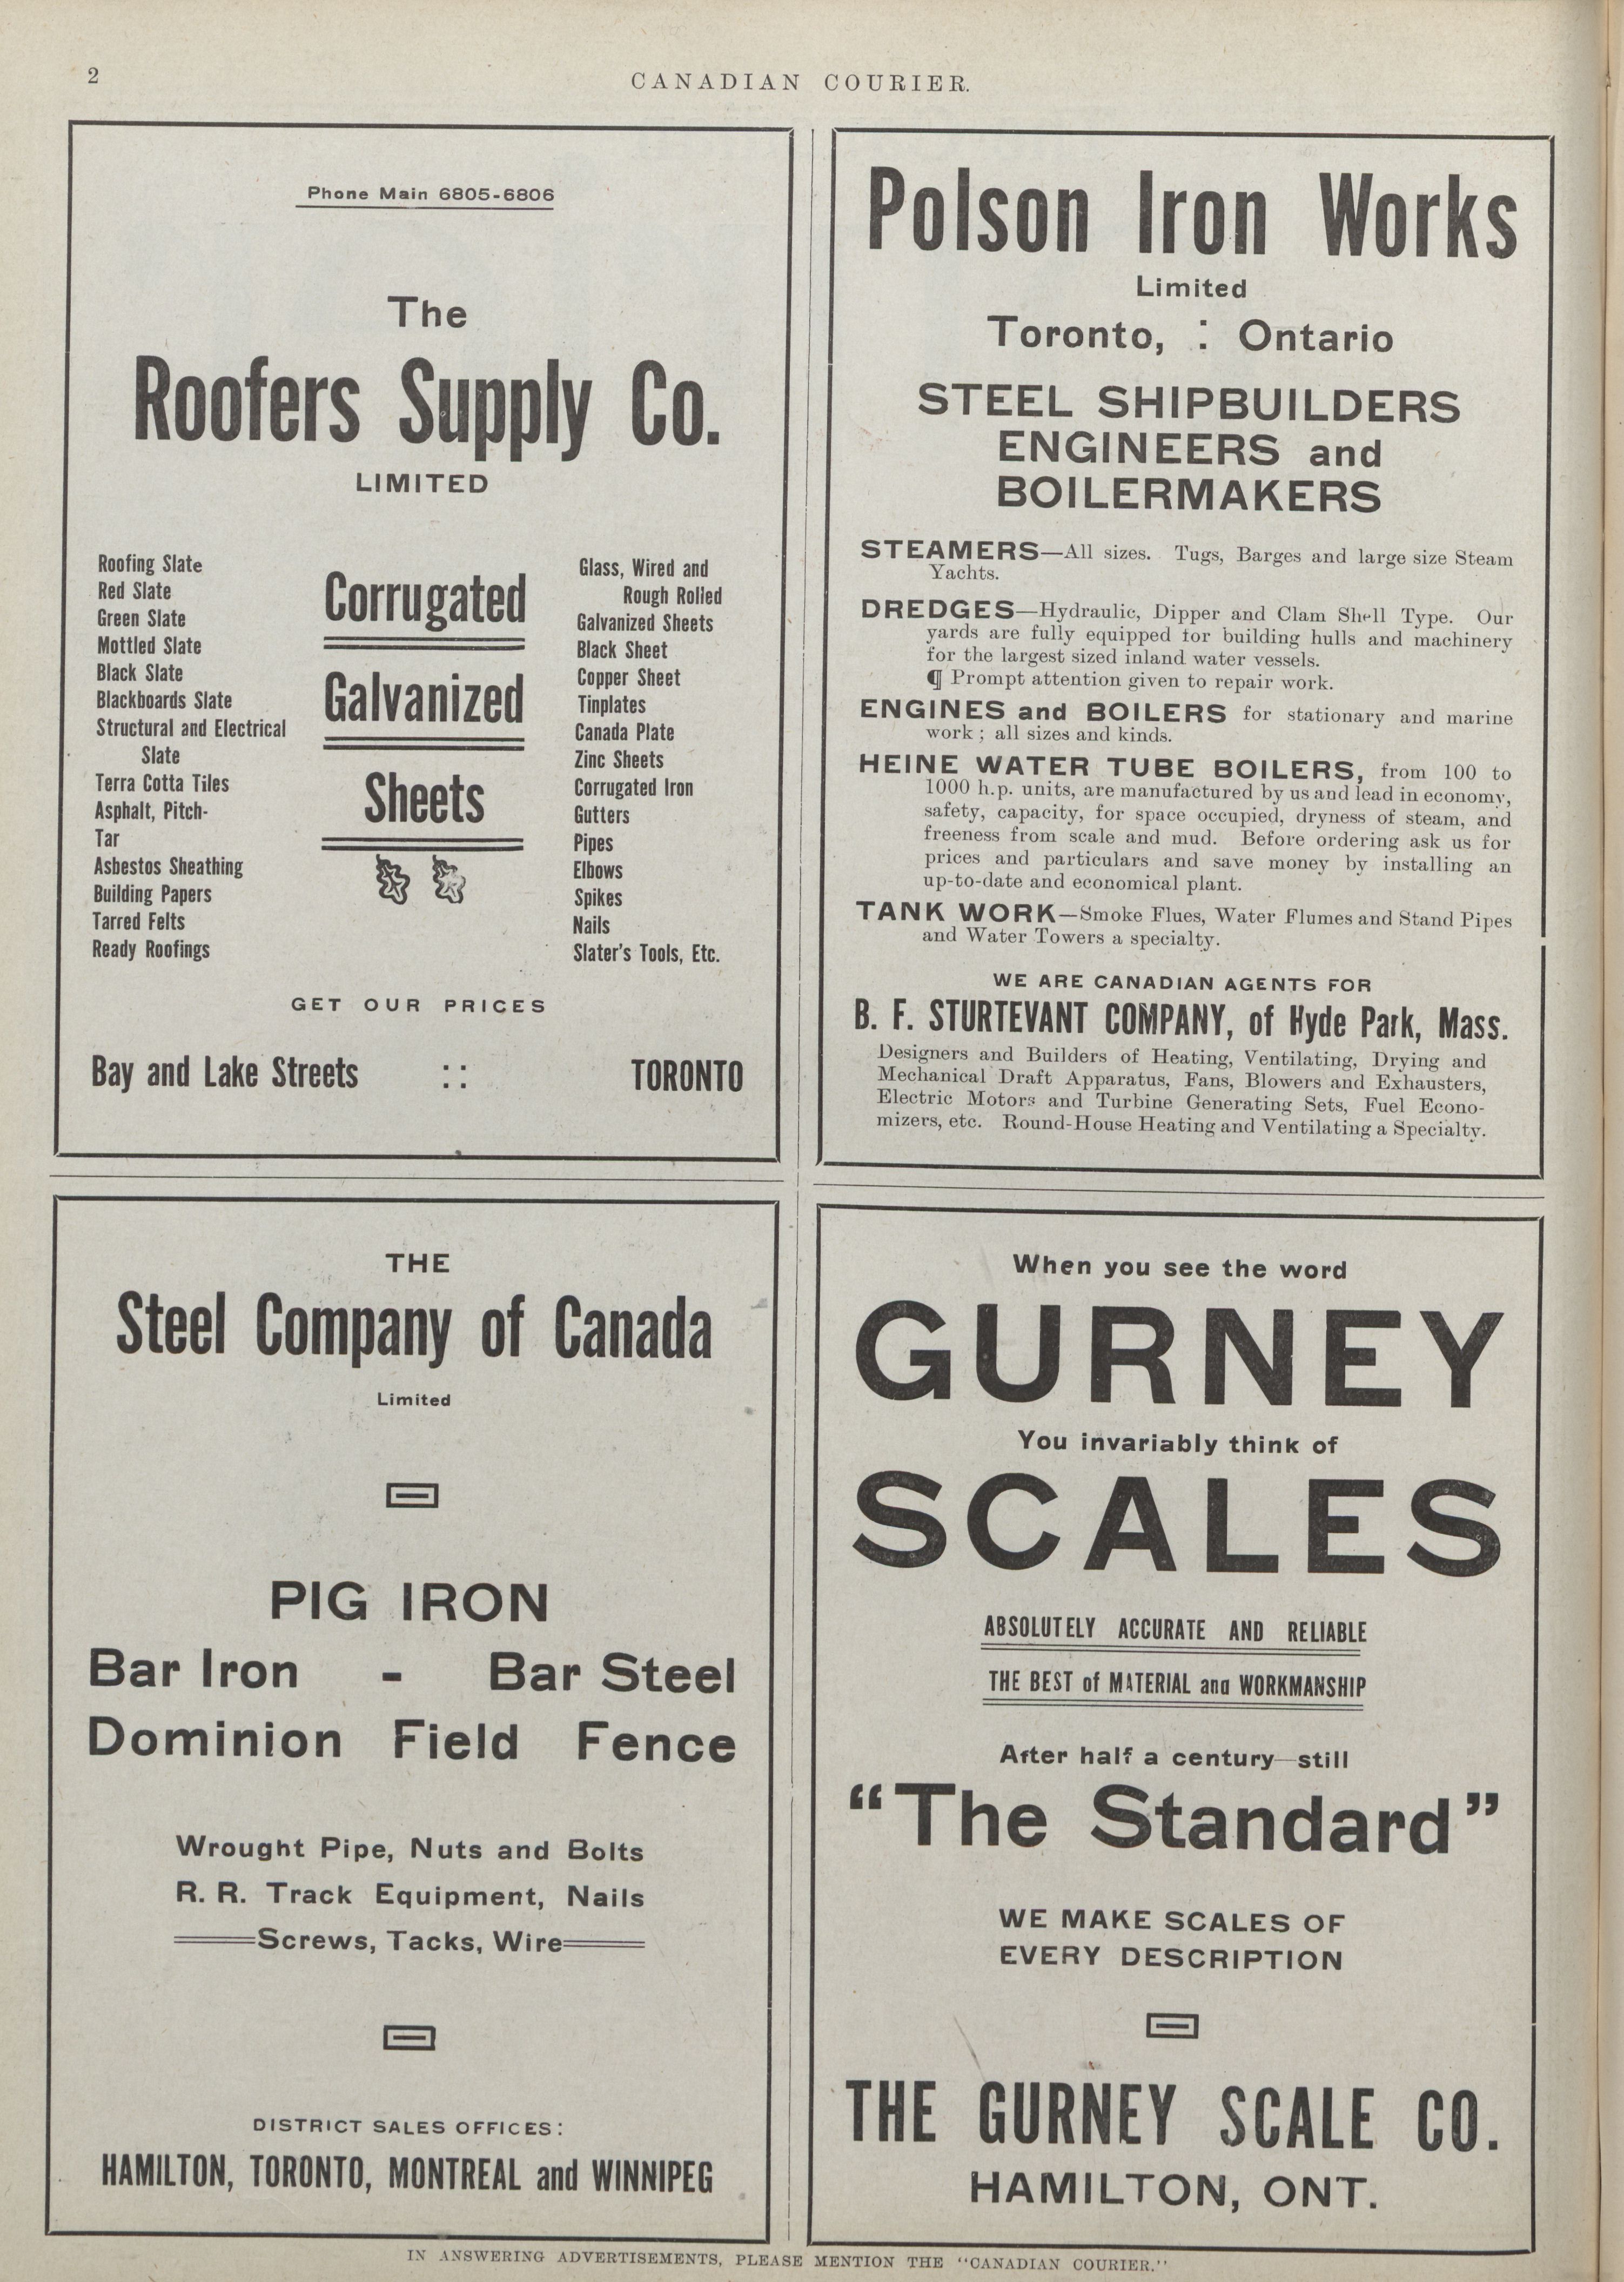 2
CANADIAN COURIER.
Phone Main 6805-6806
The
Roofers Supply Co.
LIMITED
Roofing Slate
Red Slate
Green Slate
Mottled Slate
Black Slate
Blackboards Slate
Structural and Electrical
Slate
Terra Cotta Tiles
Asphalt, Pitch-
Tar
Asbestos Sheathing
Building Papers
Tarred Felts
Ready Roofings
Corrugated
Galvanized
Sheets
Glass, Wired and
Rough Rolled
Galvanized Sheets
Black Sheet
Copper Sheet
Tinplates
Canada Plate
Zinc Sheets
Corrugated Iron
Gutters
Pipes
Elbows
Spikes
Nails
Slater's Tools, Etc.
GET OUR PRICES
Bay and Lake Streets :: TORONTO
Polson Iron Works
Limited
Toronto, : Ontario
STEEL SHIPBUILDERS
ENGINEERS and
BOILERMAKERS
STEAMERS—All sizes. Tugs, Barges and large size Steam
Yachts.
DREDGES—Hydraulic, Dipper and Clam Shell Type. Our
yards are fully equipped for building hulls and machinery
for the largest sized inland water vessels.
¶ Prompt attention given to repair work.
ENGINES and BOILERS for stationary and marine
work; all sizes and kinds.
HEINE WATER TUBE BOILERS, from 100 to
1000 h.p. units, are manufactured by us and lead in economy,
safety, capacity, for space occupied, dryness of steam, and
freeness from scale and mud. Before ordering ask us for
prices and particulars and save money by installing an
up-to-date and economical plant.
TANK WORK—Smoke Flues, Water Flumes and Stand Pipes
and Water Towers a specialty.
WE ARE CANADIAN AGENTS FOR
B. F. STURTEVANT COMPANY, of Hyde Park, Mass.
Designers and Builders of Heating, Ventilating, Drying and
Mechanical Draft Apparatus, Fans, Blowers and Exhausters,
Electric Motors and Turbine Generating Sets, Fuel Econo-
mizers, etc. Round-House Heating and Ventilating a Specialty.
THE
Steel Company of Canada
Limited
PIG IRON
Bar Iron - Bar Steel
Dominion Field Fence
Wrought Pipe, Nuts and Bolts
R. R. Track Equipment, Nails
Screws, Tacks, Wire
DISTRICT SALES OFFICES:
HAMILTON, TORONTO, MONTREAL and WINNIPEG
When you see the word
GURNEY
You invariably think of
SCALES
ABSOLUTELY ACCURATE AND RELIABLE
THE BEST of MATERIAL and WORKMANSHIP
After half a century—still
"The Standard"
WE MAKE SCALES OF
EVERY DESCRIPTION
THE GURNEY SCALE CO.
HAMILTON, ONT.
IN ANSWERING ADVERTISEMENTS, PLEASE MENTION THE "CANADIAN COURIER."